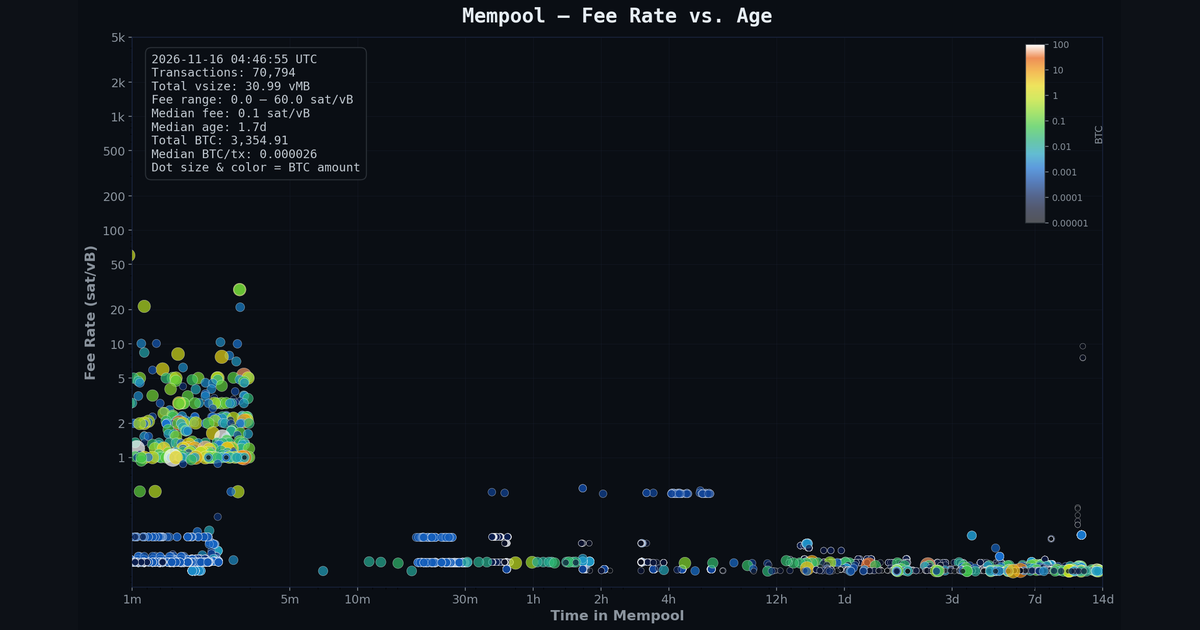 Mempool — Fee Rate vs. Age
5k
2k
1k
500
200
100
50
20
10
5
2
1
Fee Rate (sat/vB)
2026-11-16 04:46:55 UTC
Transactions: 70,794
Total vsize: 30.99 vMB
Fee range: 0.0 — 60.0 sat/vB
Median fee: 0.1 sat/vB
Median age: 1.7d
Total BTC: 3,354.91
Median BTC/tx: 0.000026
Dot size & color = BTC amount
100
10
1
0.1
0.01
0.001
0.0001
0.00001
BTC
1m 5m 10m 30m 1h 2h 4h 12h 1d 3d 7d 14d
Time in Mempool